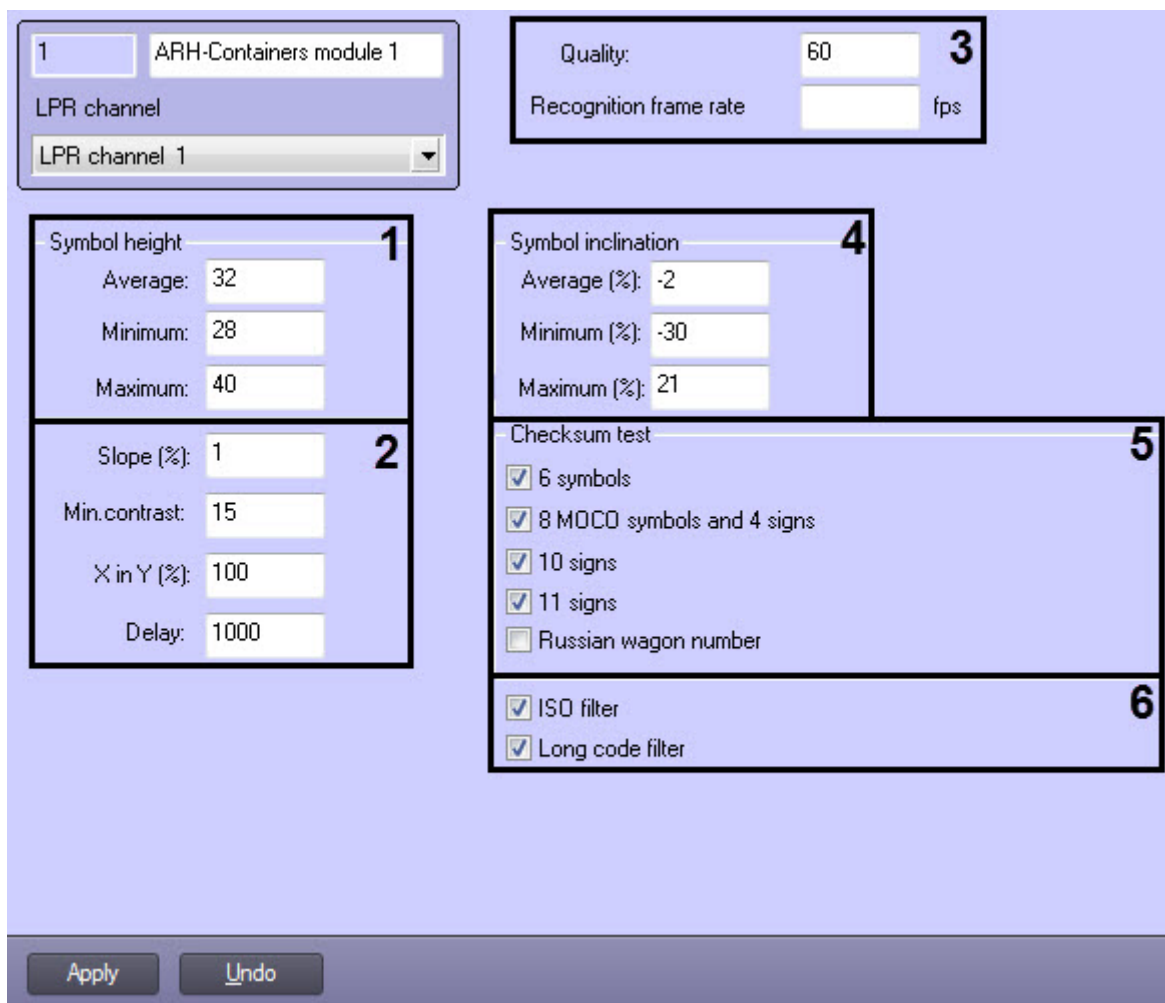 1 ARH-Containers module 1
LPR channel
LPR channel 1
Quality: 60 3
Recognition frame rate fps
Symbol height 1
Average: 32
Minimum: 28
Maximum: 40
Slope (%): 1 2
Min.contrast: 15
X in Y (%): 100
Delay: 1000
Symbol inclination 4
Average (%): -2
Minimum (%): -30
Maximum (%): 21
Checksum test 5
6 symbols
8 MOCO symbols and 4 signs
10 signs
11 signs
Russian wagon number
ISO filter 6
Long code filter
Apply Undo